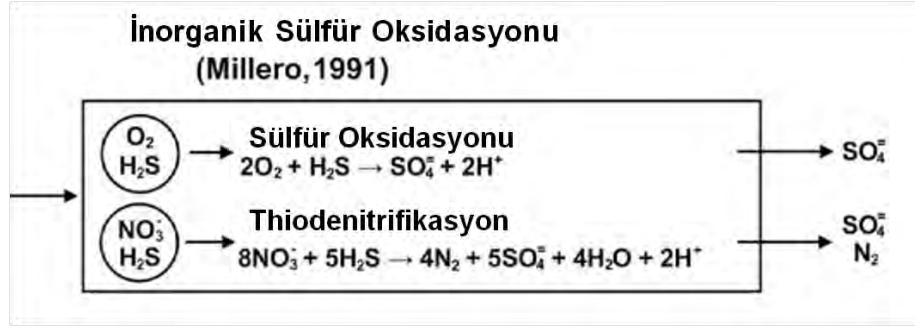 İnorganik Sülfür Oksidasyonu
(Millero,1991)
O₂
H₂S
Sülfür Oksidasyonu
2O₂ + H₂S → SO₄⁼ + 2H⁺
SO₄⁼
NO₃⁻
H₂S
Thiodenitrifikasyon
8NO₃⁻ + 5H₂S → 4N₂ + 5SO₄⁼ + 4H₂O + 2H⁺
SO₄⁼
N₂